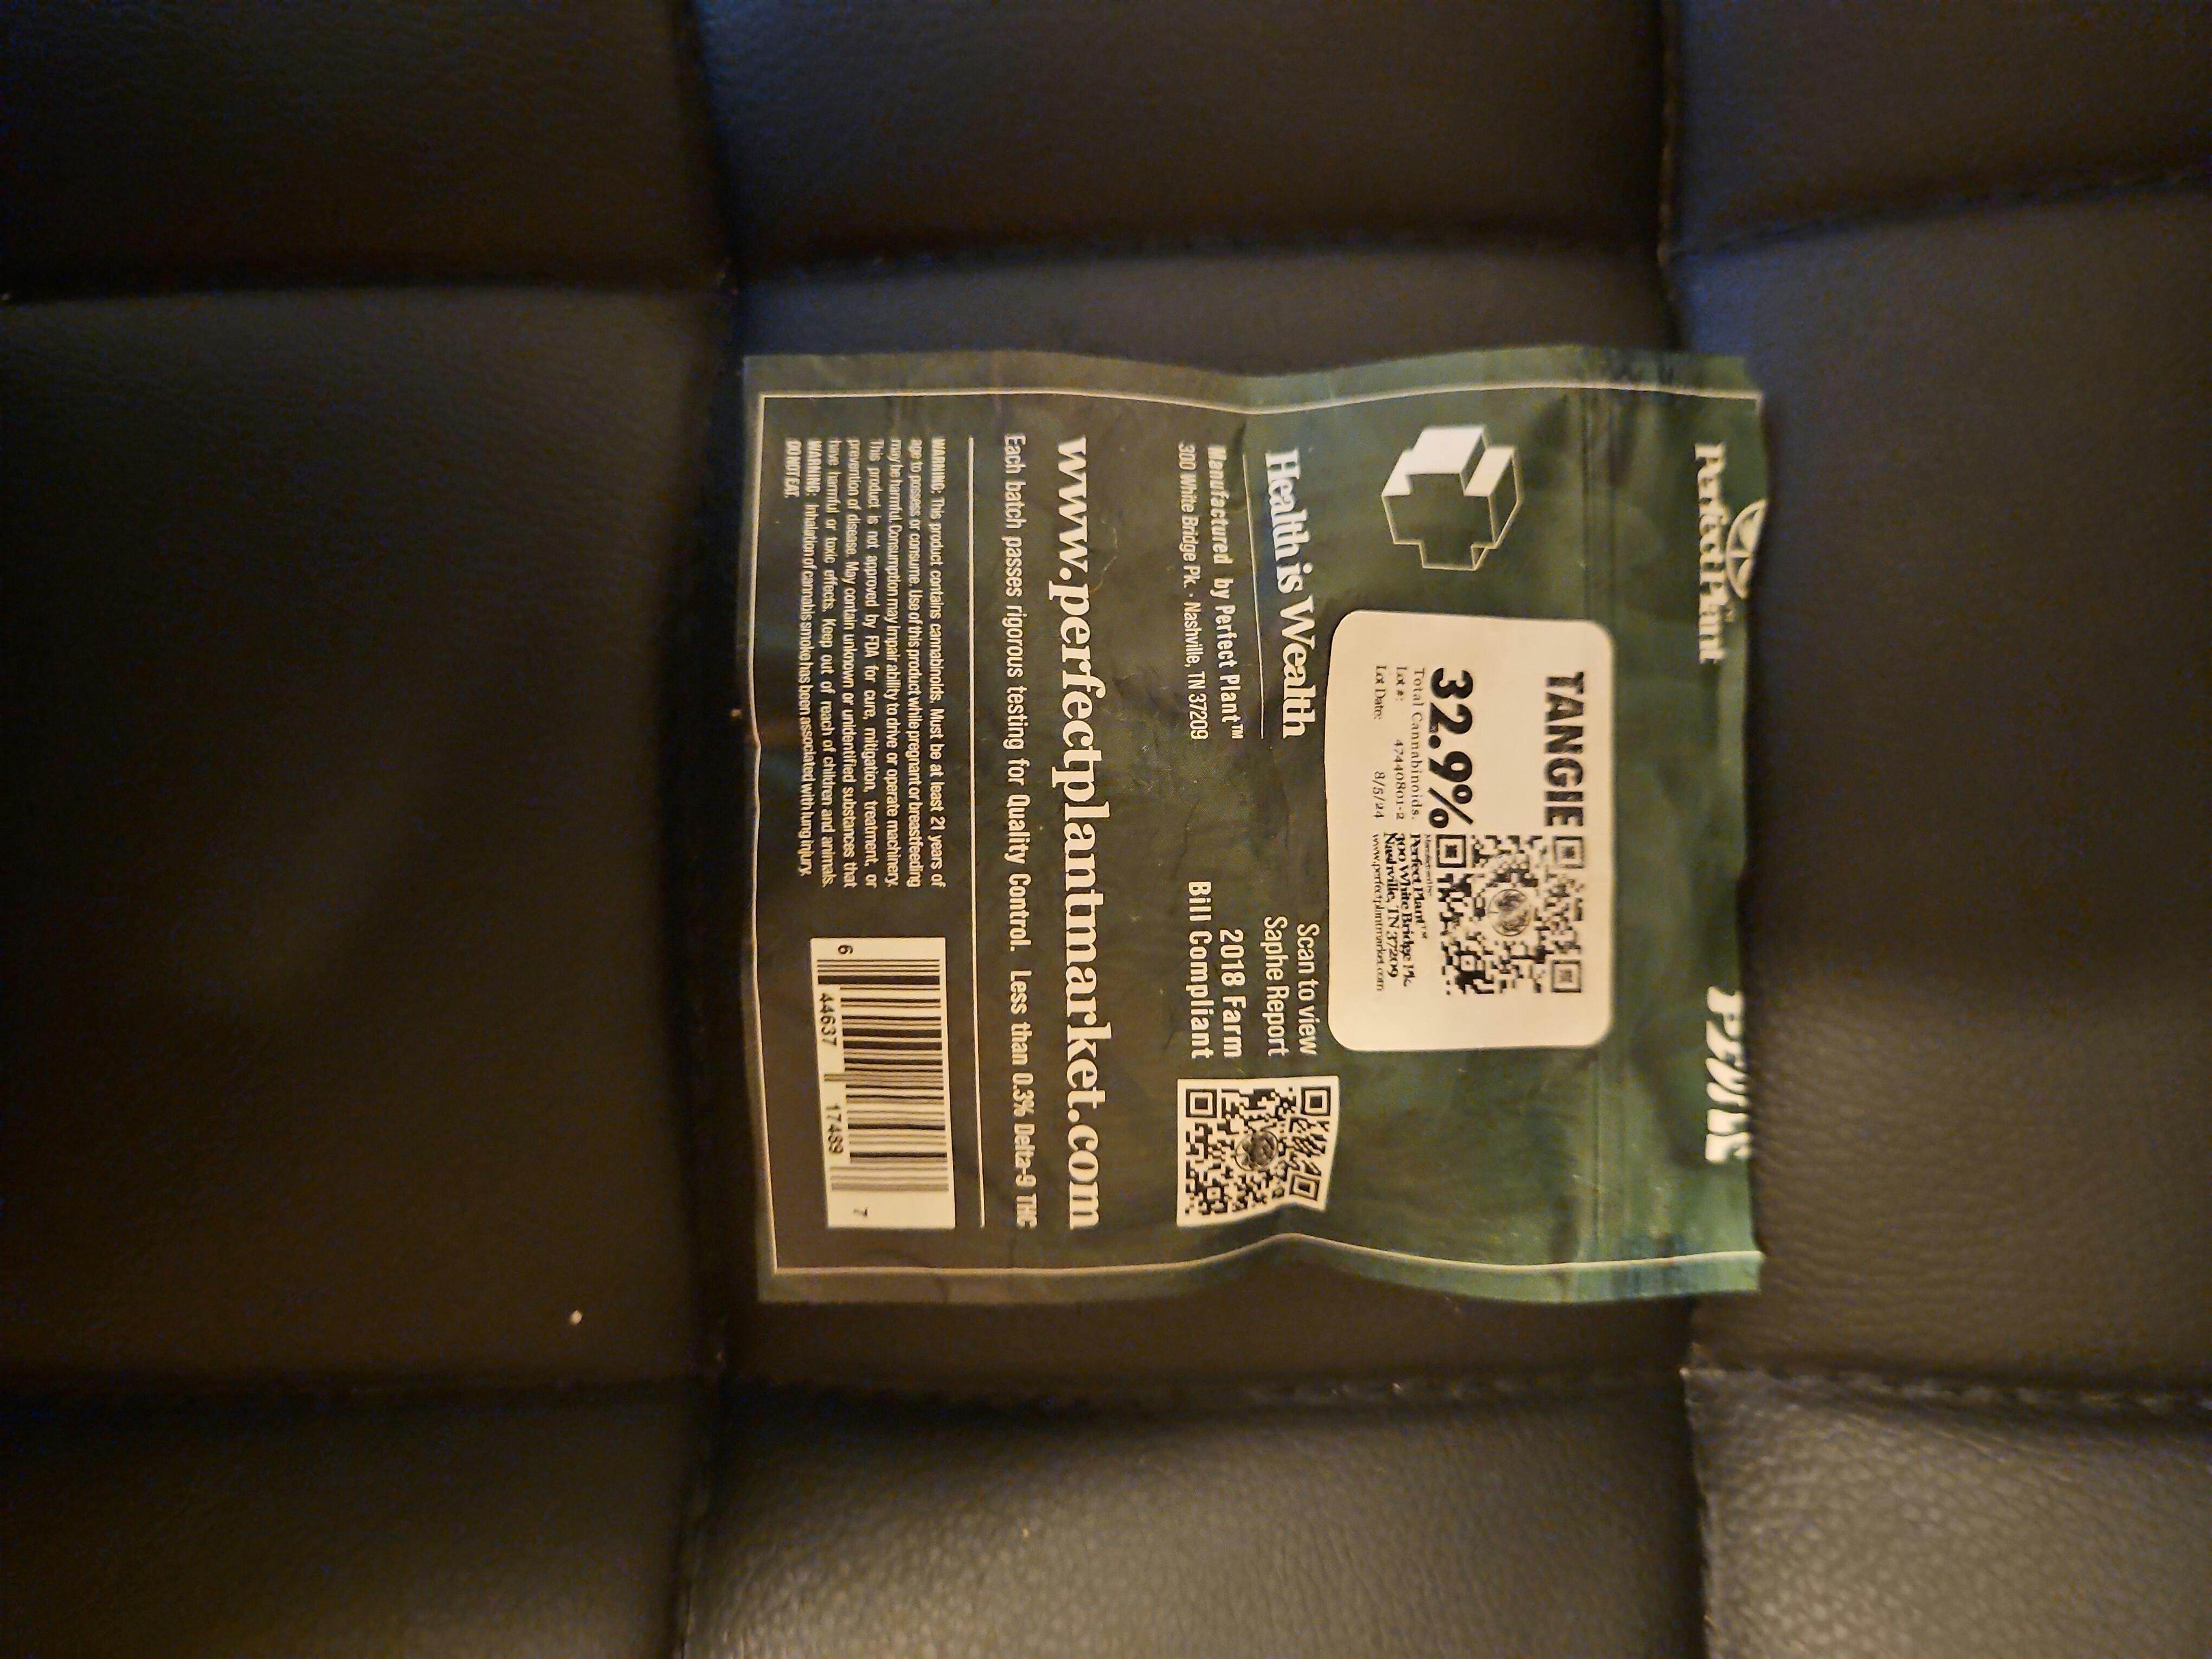 Perfect Plant
TANGIE
32.9%
Total Cannabinoids.
Lot #: 47440801-2
Lot Date: 8/5/24
Manufactured by:
Perfect Plant™
300 White Bridge Pk.
Nashville, TN 37209
www.perfectplantmarket.com
Health is Wealth
Manufactured by Perfect Plant™
300 White Bridge Pk. · Nashville, TN 37209
Scan to view
Saphe Report
2018 Farm
Bill Compliant
www.perfectplantmarket.com
Each batch passes rigorous testing for Quality Control. Less than 0.3% Delta-9 THC
WARNING: This product contains cannabinoids. Must be at least 21 years of
age to possess or consume. Use of this product while pregnant or breastfeeding
may be harmful. Consumption may impair ability to drive or operate machinery.
This product is not approved by FDA for cure, mitigation, treatment, or
prevention of disease. May contain unknown or unidentified substances that
have harmful or toxic effects. Keep out of reach of children and animals.
WARNING: Inhalation of cannabis smoke has been associated with lung injury.
DO NOT EAT.
6 44637 17489 7